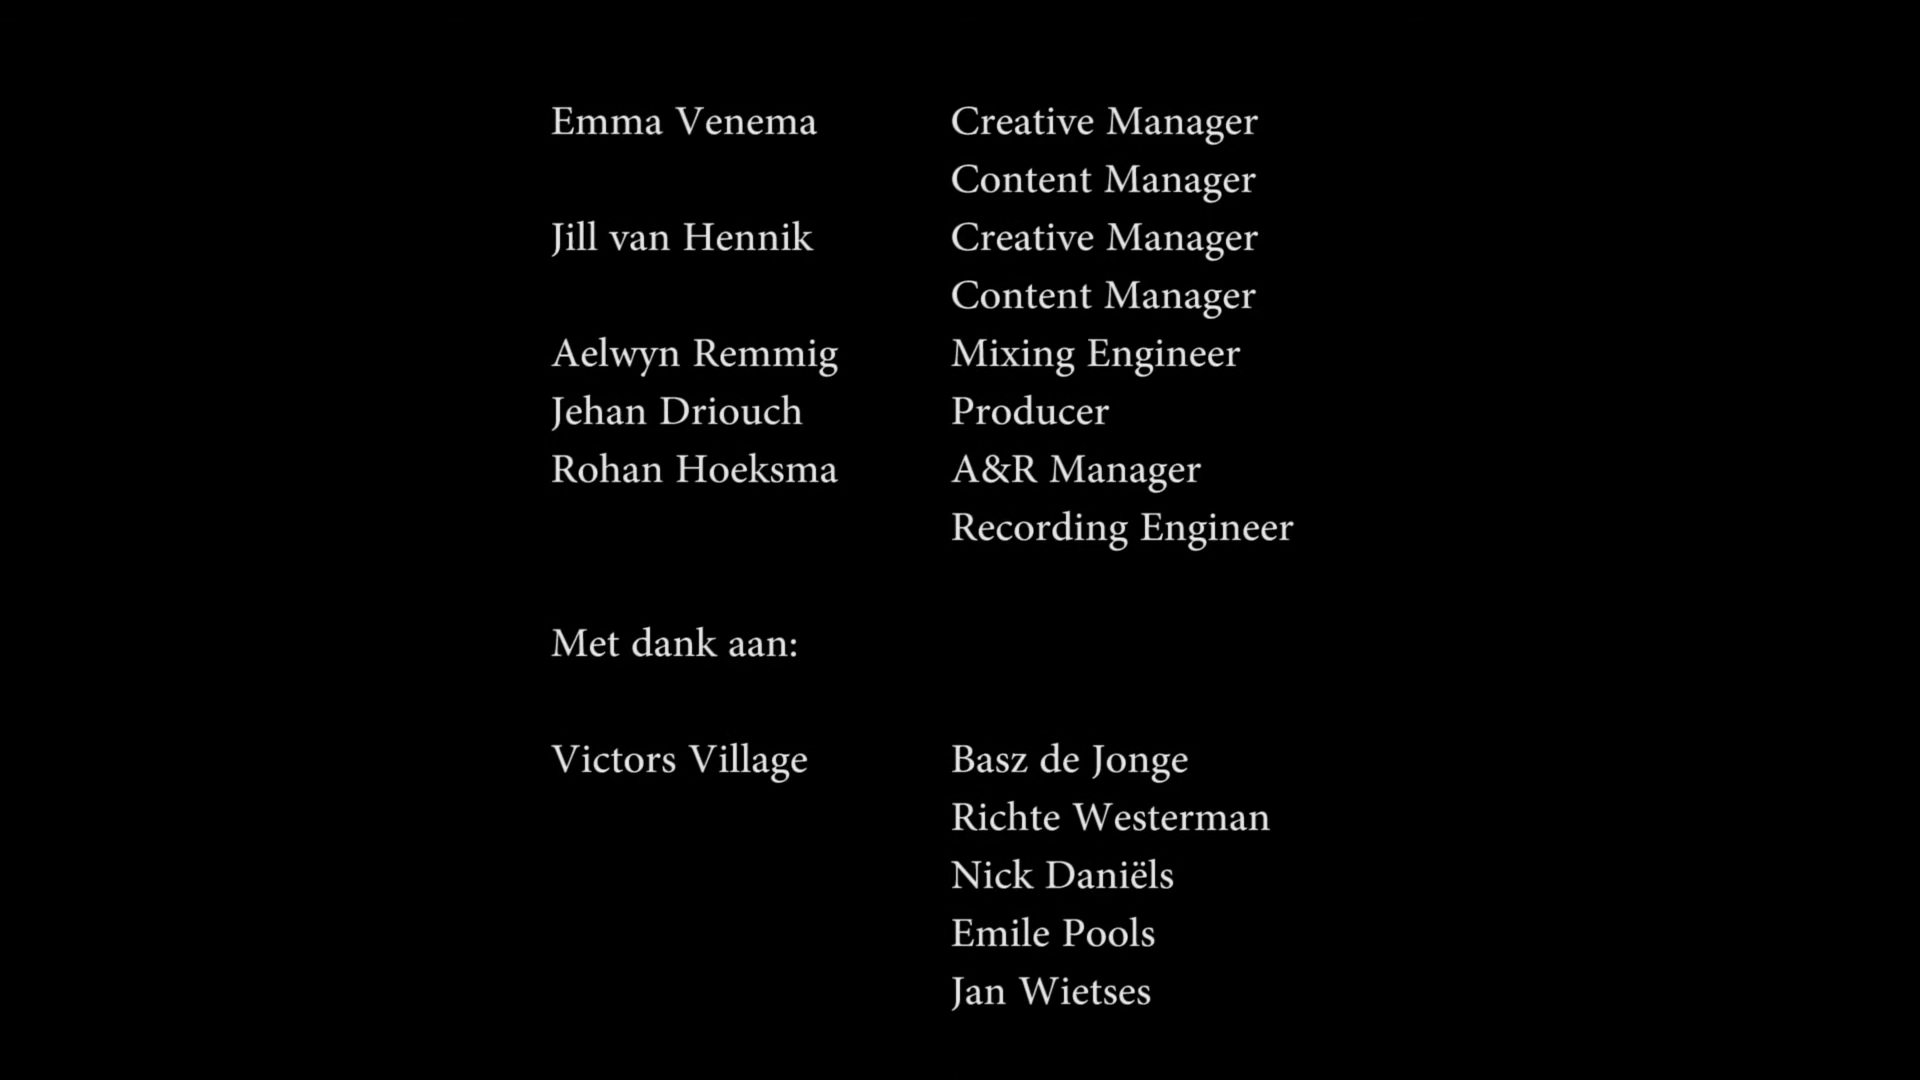 Emma Venema Creative Manager
Content Manager
Jill van Hennik Creative Manager
Content Manager
Aelwyn Remmig Mixing Engineer
Jehan Driouch Producer
Rohan Hoeksma A&R Manager
Recording Engineer
Met dank aan:
Victors Village Basz de Jonge
Richte Westerman
Nick Daniëls
Emile Pools
Jan Wietses